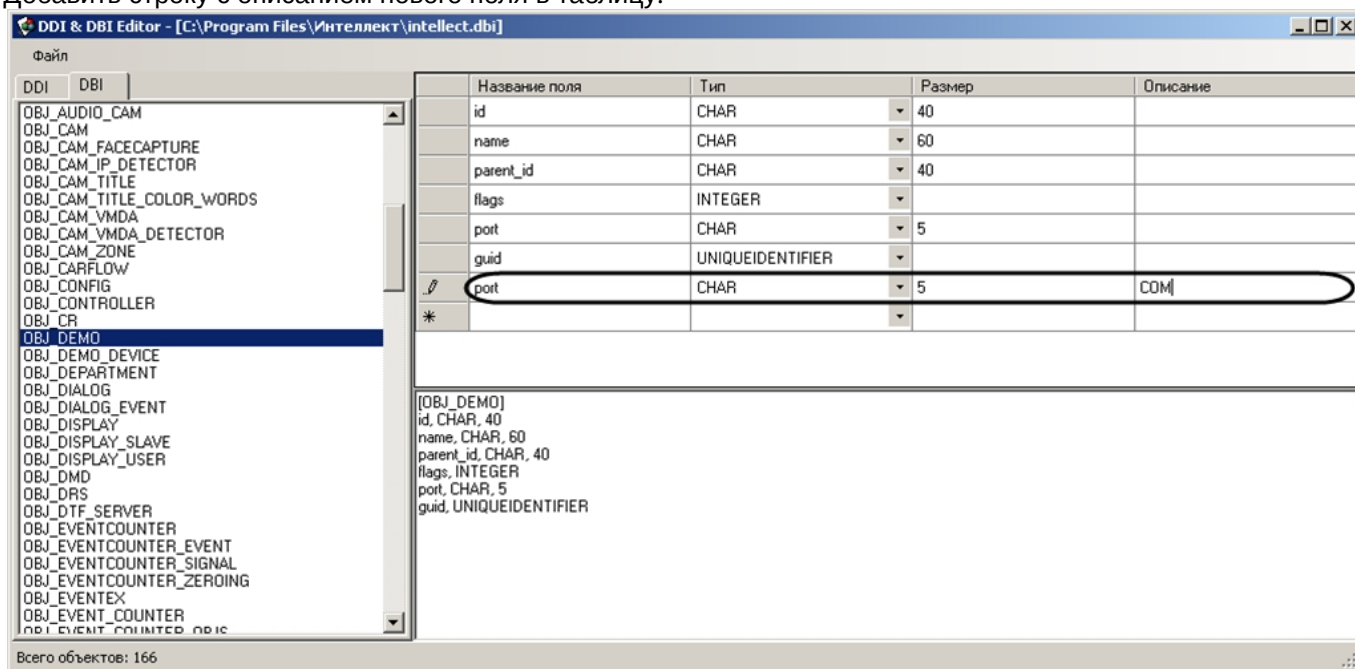 Добавить строку с описанием нового поля в таблицу.
DDI & DBI Editor - [C:\Program Files\Интеллект\intellect.dbi]
Файл
DDI DBI
OBJ_AUDIO_CAM
OBJ_CAM
OBJ_CAM_FACECAPTURE
OBJ_CAM_IP_DETECTOR
OBJ_CAM_TITLE
OBJ_CAM_TITLE_COLOR_WORDS
OBJ_CAM_VMDA
OBJ_CAM_VMDA_DETECTOR
OBJ_CAM_ZONE
OBJ_CARFLOW
OBJ_CONFIG
OBJ_CONTROLLER
OBJ_CR
OBJ_DEMO
OBJ_DEMO_DEVICE
OBJ_DEPARTMENT
OBJ_DIALOG
OBJ_DIALOG_EVENT
OBJ_DISPLAY
OBJ_DISPLAY_SLAVE
OBJ_DISPLAY_USER
OBJ_DMD
OBJ_DRS
OBJ_DTF_SERVER
OBJ_EVENTCOUNTER
OBJ_EVENTCOUNTER_EVENT
OBJ_EVENTCOUNTER_SIGNAL
OBJ_EVENTCOUNTER_ZEROING
OBJ_EVENTEX
OBJ_EVENT_COUNTER
OBJ_EVENT_COUNTER_OBJS
Название поля Тип Размер Описание
id CHAR 40
name CHAR 60
parent_id CHAR 40
flags INTEGER
port CHAR 5
guid UNIQUEIDENTIFIER
port CHAR 5 COM
[OBJ_DEMO]
id, CHAR, 40
name, CHAR, 60
parent_id, CHAR, 40
flags, INTEGER
port, CHAR, 5
guid, UNIQUEIDENTIFIER
Всего объектов: 166